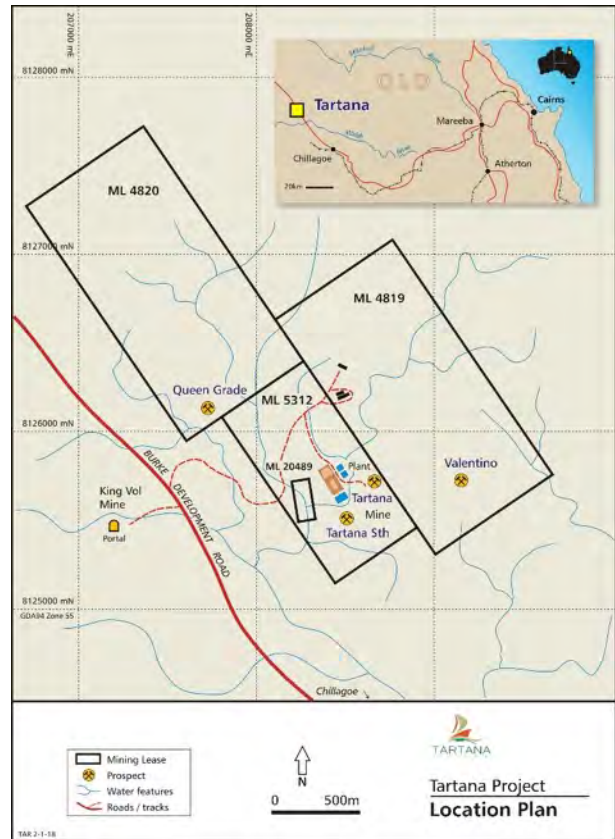 207000 mE
208000 mE
8128000 mN
QLD
Tartana
Cairns
Mareeba
Chillagoe
Atherton
20km
ML 4820
8127000 mN
ML 4819
Queen Grade
ML 5312
8126000 mN
BURKE
DEVELOPMENT
ROAD
ML 20489
Plant
Valentino
King Vol
Mine
Portal
Tartana
Mine
Tartana Sth
8125000 mN
GDA94 Zone 55
Chillagoe
Mining Lease
Prospect
Water features
Roads / tracks
N
0 500m
TARTANA
Tartana Project
Location Plan
TAR 2-1-18